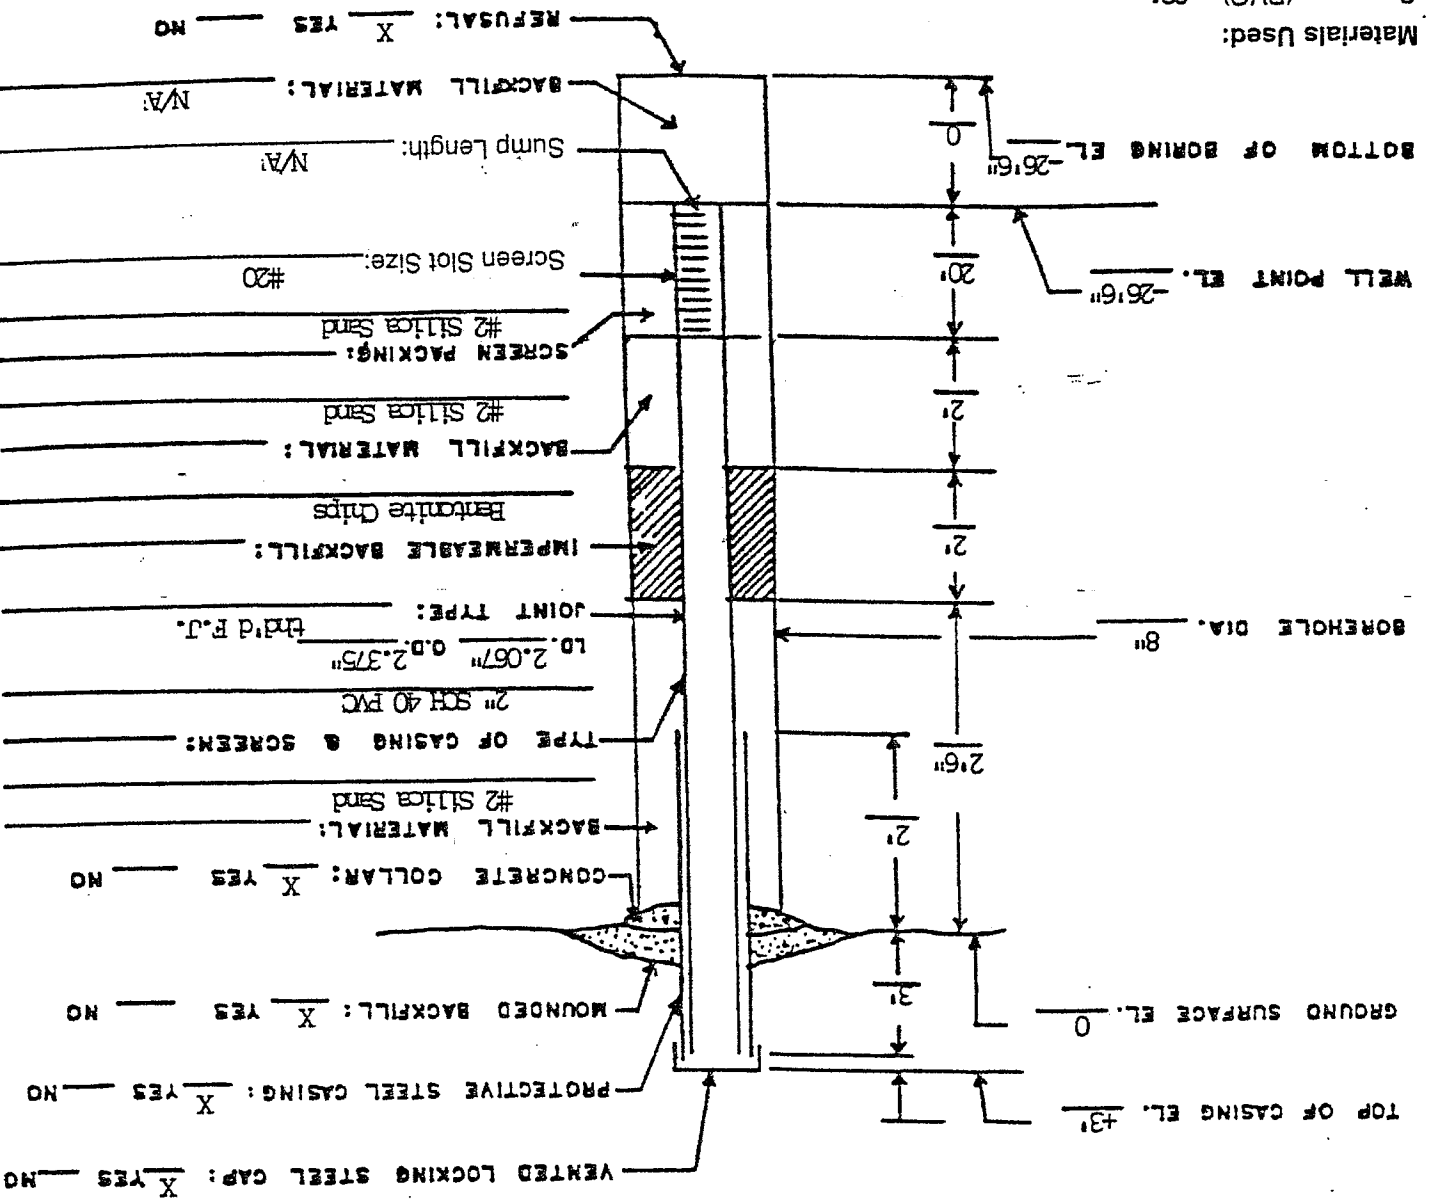 VENTED LOCKING STEEL CAP: X YES NO
TOP OF CASING EL. +3'
PROTECTIVE STEEL CASING: X YES NO
GROUND SURFACE EL. 0
3'
MOUNDED BACKFILL: X YES NO
CONCRETE COLLAR: X YES NO
2'
BACKFILL MATERIAL:
#2 Silica Sand
2'6"
TYPE OF CASING & SCREEN:
2" SCH 40 PVC
I.D. 2.067" O.D. 2.375"
BOREHOLE DIA. 8"
JOINT TYPE: thd'd F.J.
2'
IMPERMEABLE BACKFILL:
Bentonite Chips
BACKFILL MATERIAL:
#2 Silica Sand
2'
SCREEN PACKING:
#2 Silica Sand
WELL POINT EL. -26'6"
20'
Screen Slot Size: #20
BOTTOM OF BORING EL. -26'6"
0
Sump Length: N/A'
BACKFILL MATERIAL: N/A'
REFUSAL: X YES NO
Materials Used: